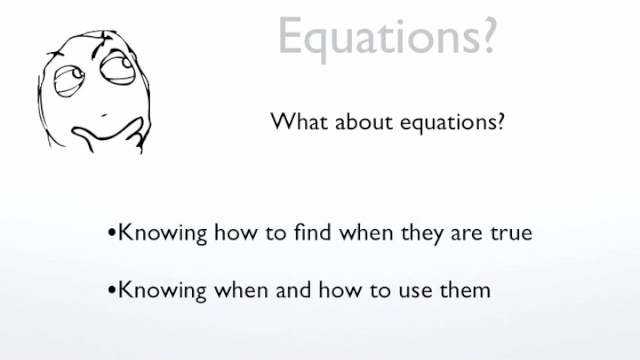 Equations?
What about equations?
•Knowing how to find when they are true
•Knowing when and how to use them